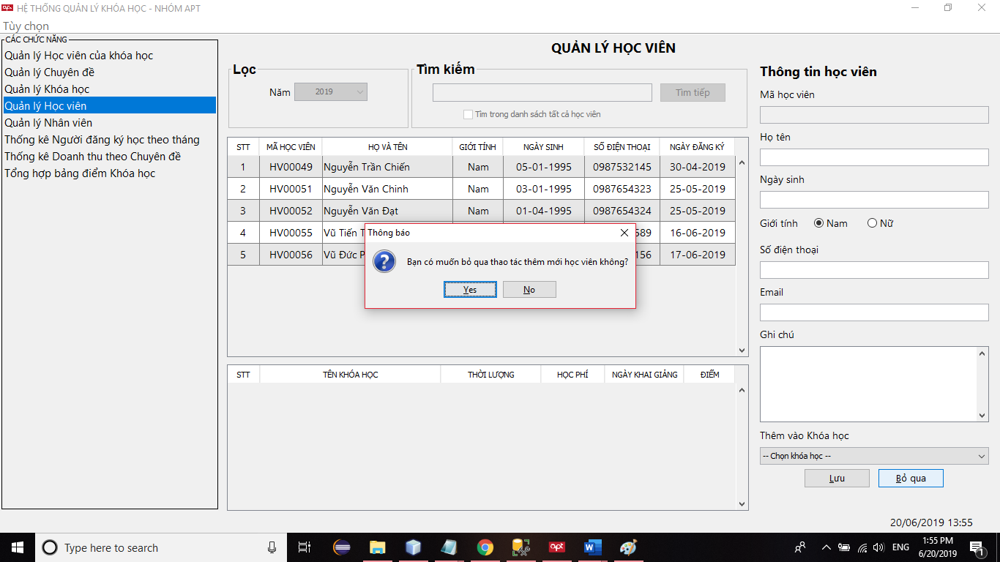 apt HỆ THỐNG QUẢN LÝ KHÓA HỌC - NHÓM APT
Tùy chọn
CÁC CHỨC NĂNG
Quản lý Học viên của khóa học
Quản lý Chuyên đề
Quản lý Khóa học
Quản lý Học viên
Quản lý Nhân viên
Thống kê Người đăng ký học theo tháng
Thống kê Doanh thu theo Chuyên đề
Tổng hợp bảng điểm Khóa học
QUẢN LÝ HỌC VIÊN
Lọc
Năm 2019
Tìm kiếm
Tìm tiếp
Tìm trong danh sách tất cả học viên
STT MÃ HỌC VIÊN HỌ VÀ TÊN GIỚI TÍNH NGÀY SINH SỐ ĐIỆN THOẠI NGÀY ĐĂNG KÝ
1 HV00049 Nguyễn Trần Chiến Nam 05-01-1995 0987532145 30-04-2019
2 HV00051 Nguyễn Văn Chinh Nam 03-01-1995 0987654323 25-05-2019
3 HV00052 Nguyễn Văn Đạt Nam 01-04-1995 0987654324 25-05-2019
4 HV00055 Vũ Tiến T 589 16-06-2019
5 HV00056 Vũ Đức P 156 17-06-2019
Thông báo
Bạn có muốn bỏ qua thao tác thêm mới học viên không?
Yes No
STT TÊN KHÓA HỌC THỜI LƯỢNG HỌC PHÍ NGÀY KHAI GIẢNG ĐIỂM
Thông tin học viên
Mã học viên
Họ tên
Ngày sinh
Giới tính Nam Nữ
Số điện thoại
Email
Ghi chú
Thêm vào Khóa học
-- Chọn khóa học --
Lưu Bỏ qua
20/06/2019 13:55
Type here to search
apt
W
ENG
1:55 PM
6/20/2019
1